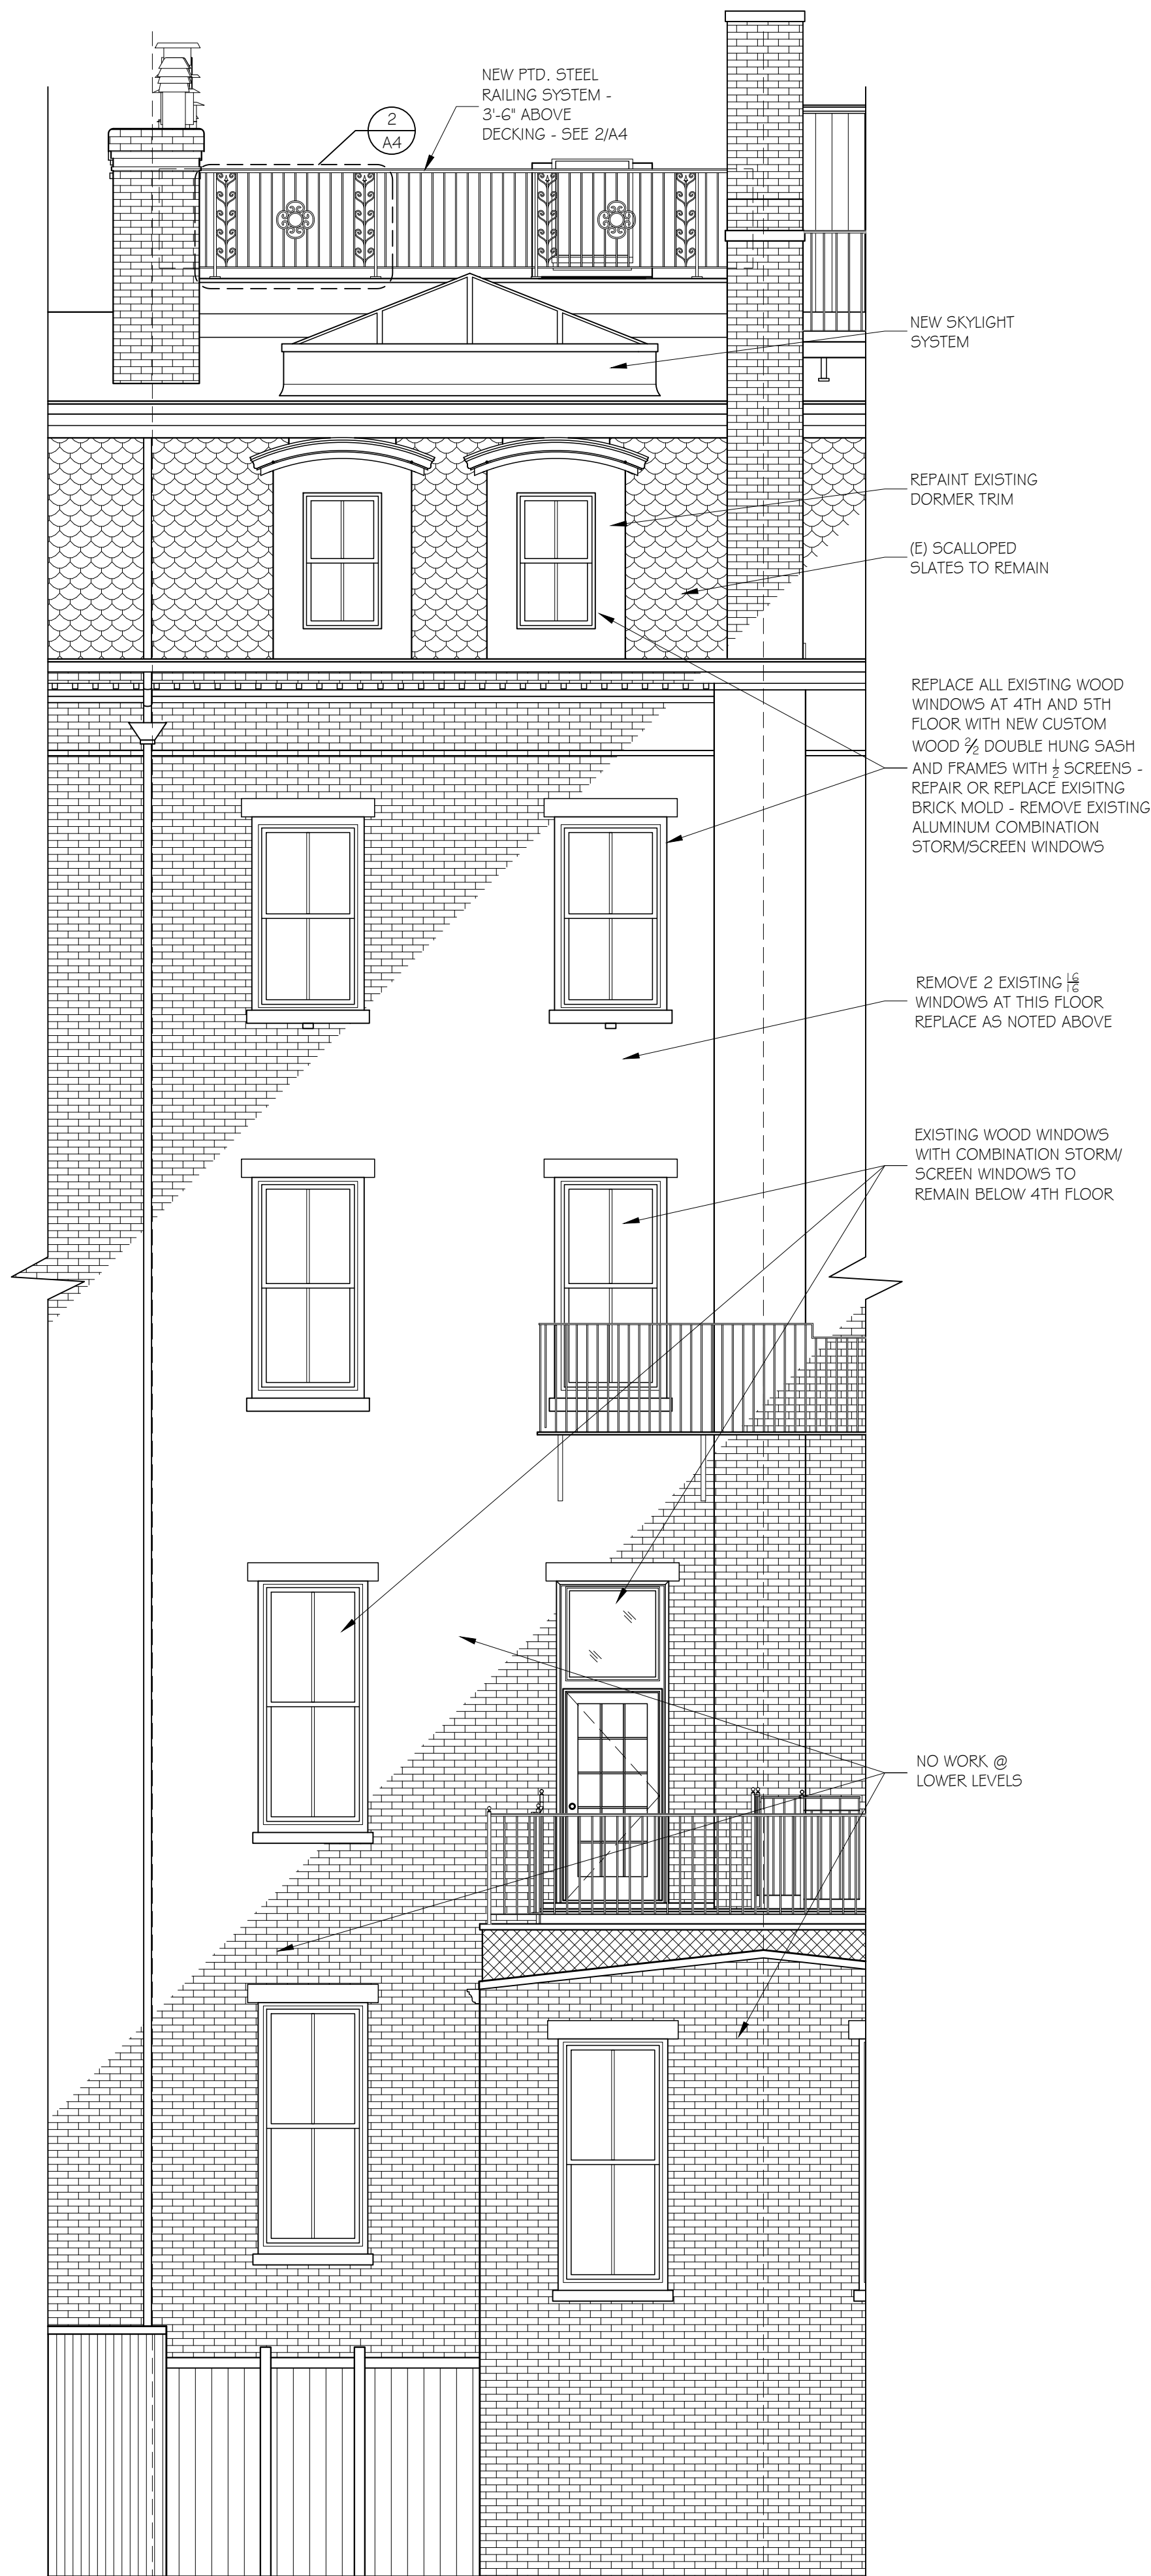 NEW PTD. STEEL
RAILING SYSTEM -
3'-6" ABOVE
DECKING - SEE 2/A4
2
A4
NEW SKYLIGHT
SYSTEM
REPAINT EXISTING
DORMER TRIM
(E) SCALLOPED
SLATES TO REMAIN
REPLACE ALL EXISTING WOOD
WINDOWS AT 4TH AND 5TH
FLOOR WITH NEW CUSTOM
WOOD 2/2 DOUBLE HUNG SASH
AND FRAMES WITH 1/2 SCREENS -
REPAIR OR REPLACE EXISITNG
BRICK MOLD - REMOVE EXISTING
ALUMINUM COMBINATION
STORM/SCREEN WINDOWS
REMOVE 2 EXISTING 16/16
WINDOWS AT THIS FLOOR
REPLACE AS NOTED ABOVE
EXISTING WOOD WINDOWS
WITH COMBINATION STORM/
SCREEN WINDOWS TO
REMAIN BELOW 4TH FLOOR
NO WORK @
LOWER LEVELS